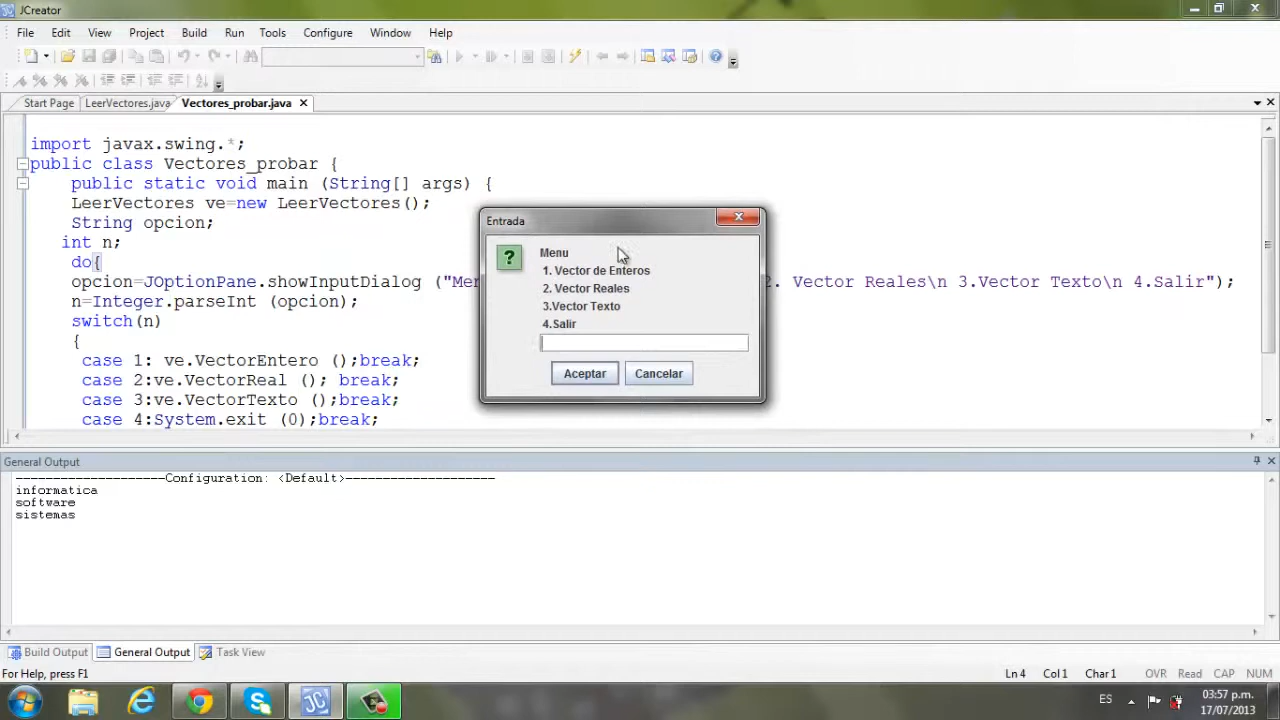 JCreator
File Edit View Project Build Run Tools Configure Window Help
Start Page LeerVectores.java Vectores_probar.java
import javax.swing.*;
public class Vectores_probar {
public static void main (String[] args) {
LeerVectores ve=new LeerVectores();
String opcion;
int n;
do{
opcion=JOptionPane.showInputDialog ("Men 2. Vector Reales\n 3.Vector Texto\n 4.Salir");
n=Integer.parseInt (opcion);
switch(n)
{
case 1: ve.VectorEntero ();break;
case 2:ve.VectorReal (); break;
case 3:ve.VectorTexto ();break;
case 4:System.exit (0);break;
Entrada
?
Menu
1. Vector de Enteros
2. Vector Reales
3.Vector Texto
4.Salir
Aceptar Cancelar
General Output
--------------------Configuration: <Default>--------------------
informatica
software
sistemas
Build Output General Output Task View
For Help, press F1 Ln 4 Col 1 Char 1 OVR Read CAP NUM
ES 03:57 p.m.
17/07/2013